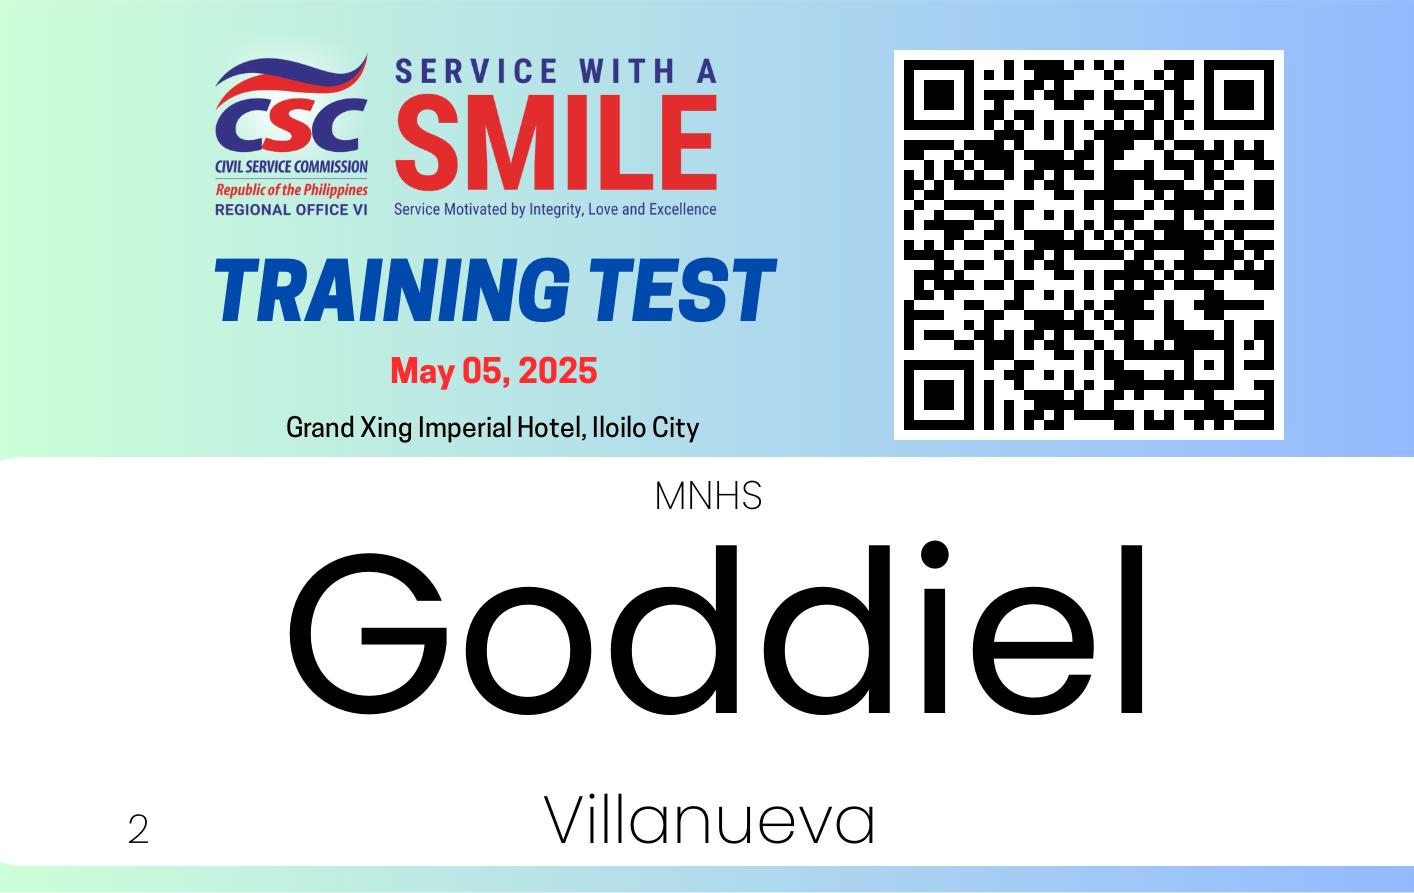 CSC
CIVIL SERVICE COMMISSION
Republic of the Philippines
REGIONAL OFFICE VI
SERVICE WITH A
SMILE
Service Motivated by Integrity, Love and Excellence
TRAINING TEST
May 05, 2025
Grand Xing Imperial Hotel, Iloilo City
MNHS
Goddiel
Villanueva
2